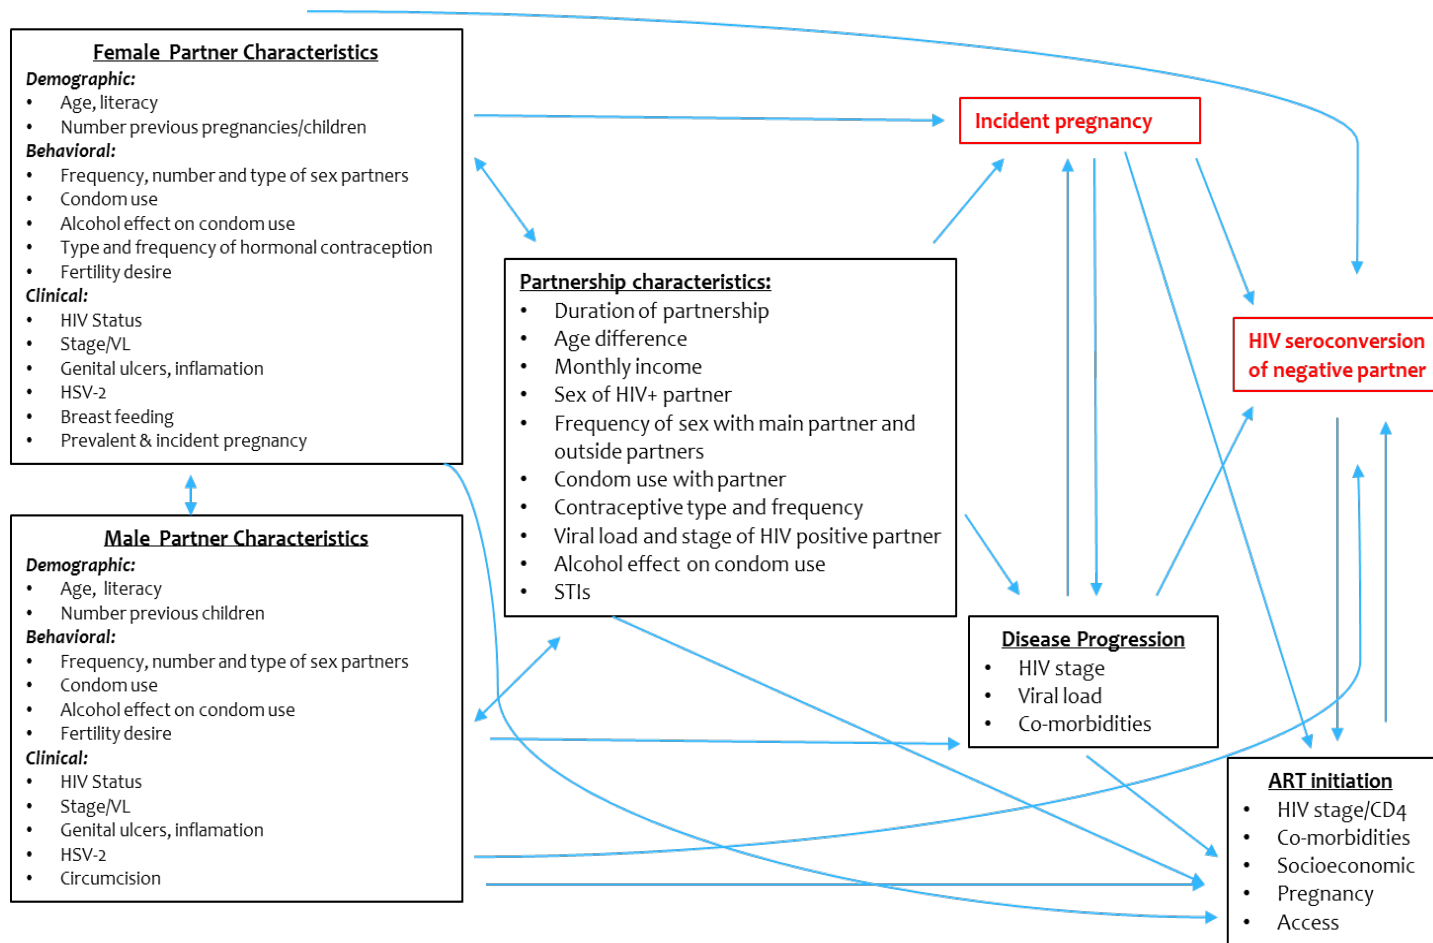 Female  Partner Characteristics
Demographic:
• Age, literacy
• Number previous pregnancies/children
Behavioral:
• Frequency, number and type of sex partners
• Condom use
• Alcohol effect on condom use
• Type and frequency of hormonal contraception
• Fertility desire
Clinical:
• HIV Status
• Stage/VL
• Genital ulcers, inflamation
• HSV-2
• Breast feeding
• Prevalent & incident pregnancy
Male  Partner Characteristics
Demographic:
• Age,  literacy
• Number previous children
Behavioral:
• Frequency, number and type of sex partners
• Condom use
• Alcohol effect on condom use
• Fertility desire
Clinical:
• HIV Status
• Stage/VL
• Genital ulcers, inflamation
• HSV-2
• Circumcision
Partnership characteristics:
• Duration of partnership
• Age difference
• Monthly income
• Sex of HIV+ partner
• Frequency of sex with main partner and
outside partners
• Condom use with partner
• Contraceptive type and frequency
• Viral load and stage of HIV positive partner
• Alcohol effect on condom use
• STIs
Incident pregnancy
HIV seroconversion
of negative partner
Disease Progression
• HIV stage
• Viral load
• Co-morbidities
ART initiation
• HIV stage/CD4
• Co-morbidities
• Socioeconomic
• Pregnancy
• Access